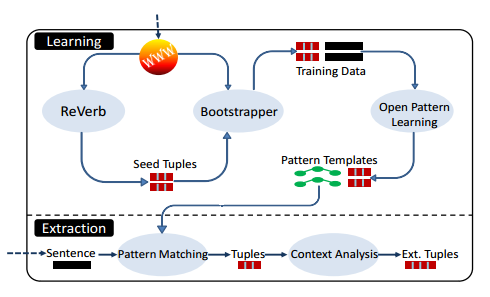 Learning
WWW
ReVerb
Bootstrapper
Training Data
Open Pattern
Learning
Seed Tuples
Pattern Templates
Extraction
Sentence
Pattern Matching
Tuples
Context Analysis
Ext. Tuples